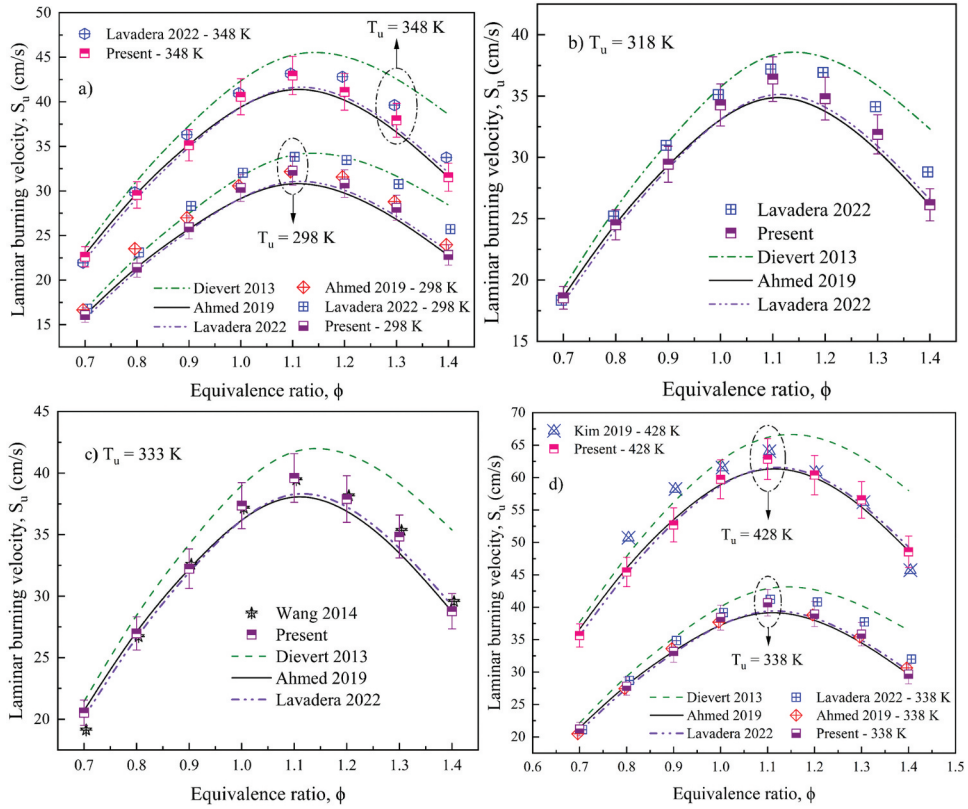 Lavadera 2022 - 348 K
Present - 348 K
T_u = 348 K
a)
T_u = 298 K
Dievert 2013
Ahmed 2019
Lavadera 2022
Ahmed 2019 - 298 K
Lavadera 2022 - 298 K
Present - 298 K
Laminar burning velocity, S_u (cm/s)
50
45
40
35
30
25
20
15
0.7 0.8 0.9 1.0 1.1 1.2 1.3 1.4
Equivalence ratio, ϕ
b) T_u = 318 K
Lavadera 2022
Present
Dievert 2013
Ahmed 2019
Lavadera 2022
Laminar burning velocity, S_u (cm/s)
40
35
30
25
20
15
0.7 0.8 0.9 1.0 1.1 1.2 1.3 1.4
Equivalence ratio, ϕ
c) T_u = 333 K
Wang 2014
Present
Dievert 2013
Ahmed 2019
Lavadera 2022
Laminar burning velocity, S_u (cm/s)
45
40
35
30
25
20
0.7 0.8 0.9 1.0 1.1 1.2 1.3 1.4
Equivalence ratio, ϕ
Kim 2019 - 428 K
Present - 428 K
d)
T_u = 428 K
T_u = 338 K
Dievert 2013
Ahmed 2019
Lavadera 2022
Lavadera 2022 - 338 K
Ahmed 2019 - 338 K
Present - 338 K
Laminar burning velocity, S_u (cm/s)
70
65
60
55
50
45
40
35
30
25
20
0.6 0.7 0.8 0.9 1.0 1.1 1.2 1.3 1.4 1.5
Equivalence ratio, ϕ